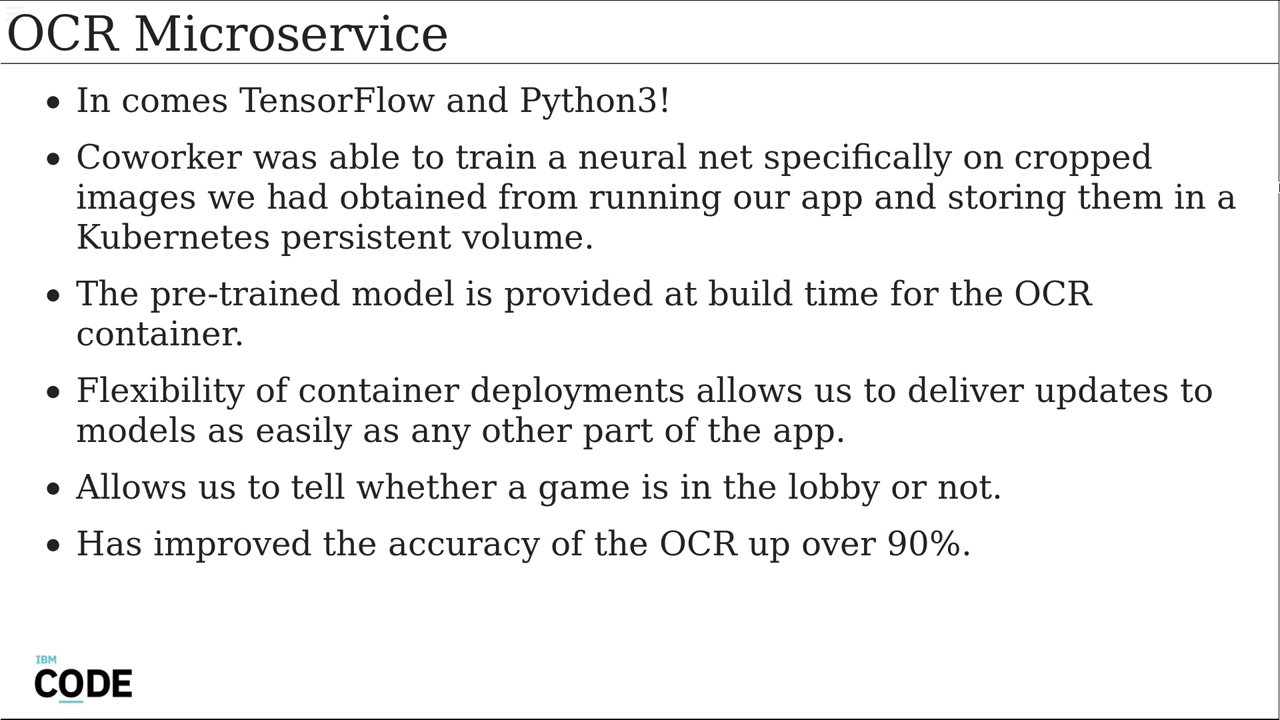 OCR Microservice
• In comes TensorFlow and Python3!
• Coworker was able to train a neural net specifically on cropped
images we had obtained from running our app and storing them in a
Kubernetes persistent volume.
• The pre-trained model is provided at build time for the OCR
container.
• Flexibility of container deployments allows us to deliver updates to
models as easily as any other part of the app.
• Allows us to tell whether a game is in the lobby or not.
• Has improved the accuracy of the OCR up over 90%.
IBM
CODE